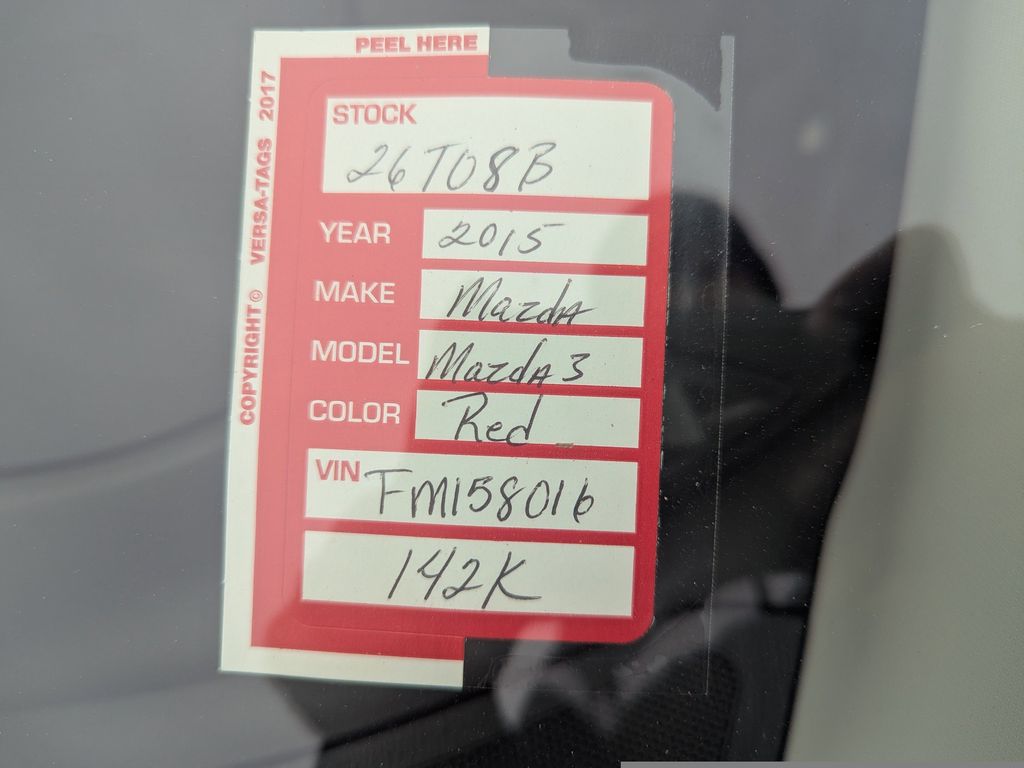 PEEL HERE
COPYRIGHT © VERSA-TAGS 2017
STOCK
26T08B
YEAR 2015
MAKE MazdA
MODEL MazdA 3
COLOR Red
VIN FM158016
142K